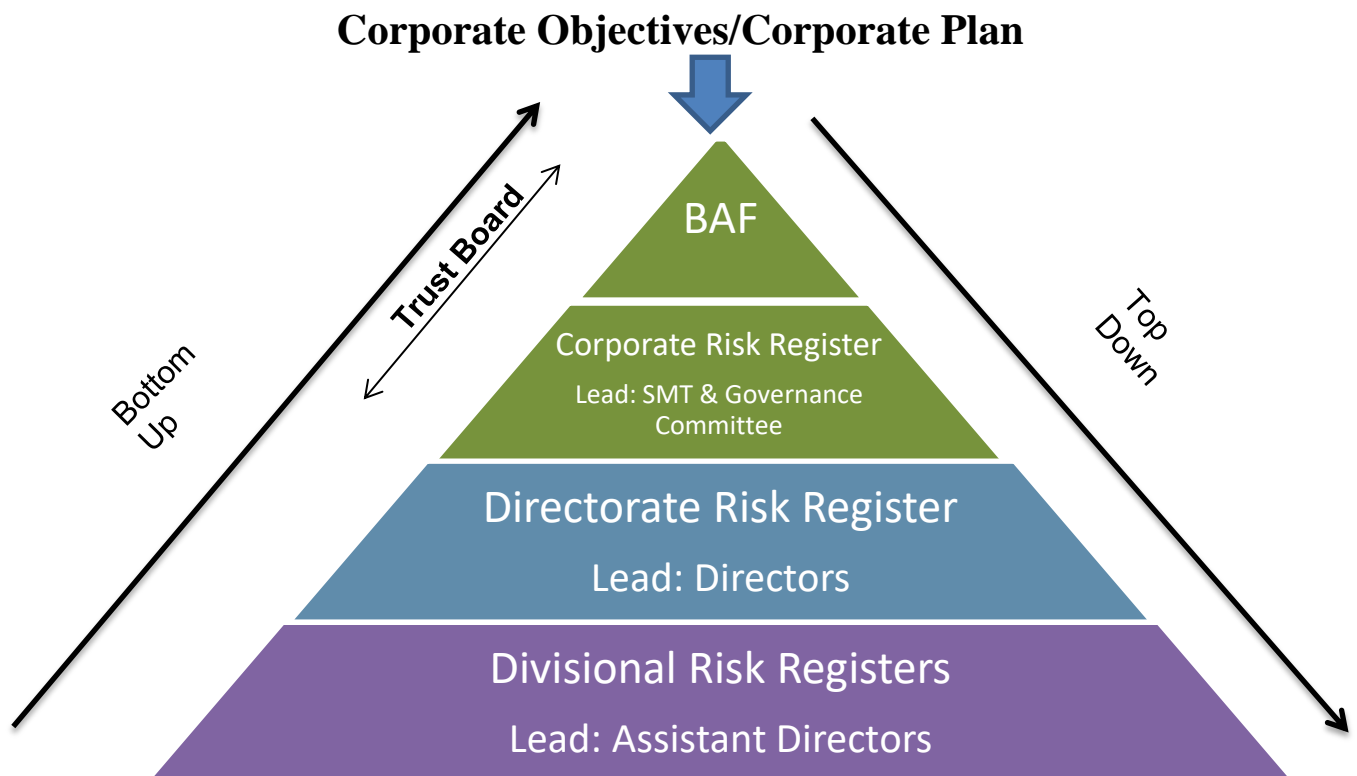 Corporate Objectives/Corporate Plan
BAF
Trust Board
Corporate Risk Register
Lead: SMT & Governance
Committee
Bottom
Up
Top
Down
Directorate Risk Register
Lead: Directors
Divisional Risk Registers
Lead: Assistant Directors